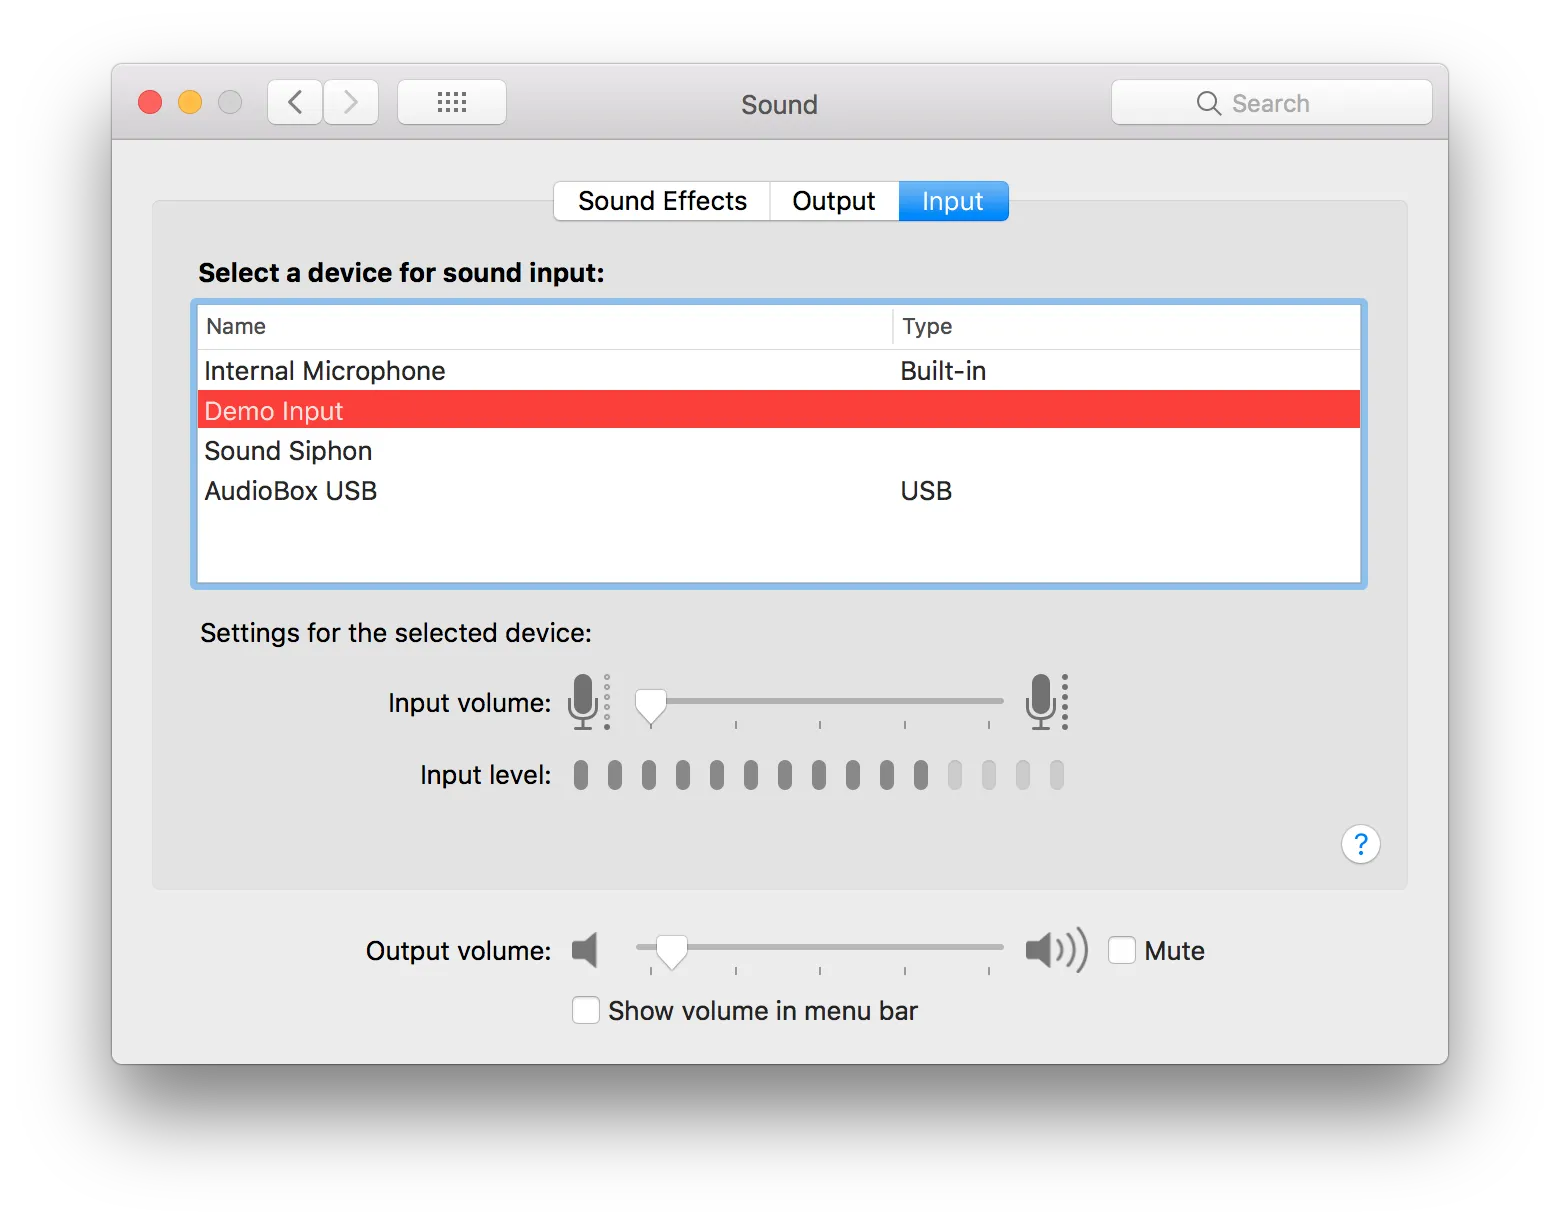 Sound
Search
Sound Effects Output Input
Select a device for sound input:
Name Type
Internal Microphone Built-in
Demo Input
Sound Siphon
AudioBox USB USB
Settings for the selected device:
Input volume:
Input level:
?
Output volume: Mute
Show volume in menu bar